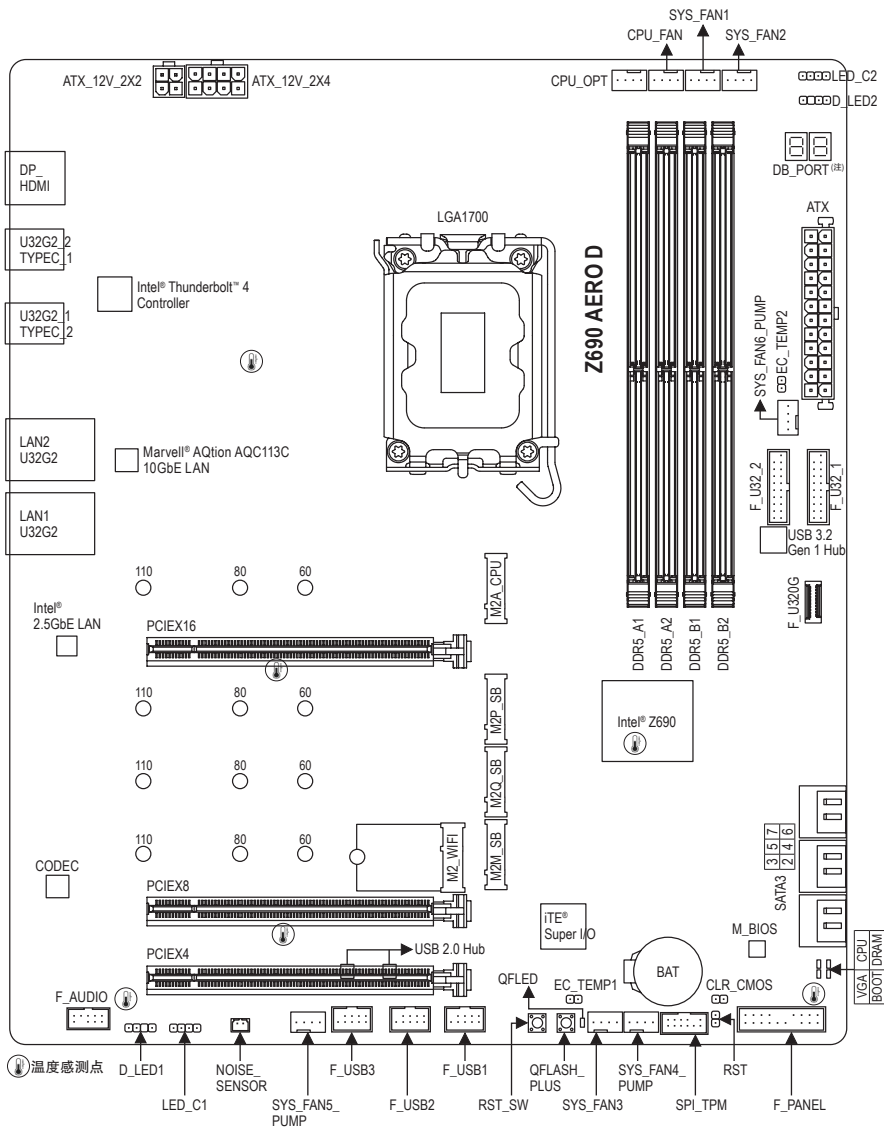 SYS_FAN1
CPU_FAN
SYS_FAN2
ATX_12V_2X2
ATX_12V_2X4
CPU_OPT
LED_C2
D_LED2
DP_
HDMI
DB_PORT(注)
LGA1700
ATX
U32G2_2
TYPEC_1
Intel® Thunderbolt™ 4
Controller
U32G2_1
TYPEC_2
Z690 AERO D
SYS_FAN6_PUMP
EC_TEMP2
LAN2
U32G2
Marvell® AQtion AQC113C
10GbE LAN
F_U32_2
F_U32_1
LAN1
U32G2
USB 3.2
Gen 1 Hub
110
80
60
M2A_CPU
F_U320G
Intel®
2.5GbE LAN
PCIEX16
DDR5_A1
DDR5_A2
DDR5_B1
DDR5_B2
110
80
60
M2P_SB
Intel® Z690
110
80
60
M2Q_SB
110
80
60
M2_WIFI
M2M_SB
3 5 7
2 4 6
SATA3
CODEC
PCIEX8
iTE®
Super I/O
M_BIOS
USB 2.0 Hub
PCIEX4
BAT
CPU DRAM
VGA BOOT
QFLED
EC_TEMP1
CLR_CMOS
F_AUDIO
温度感测点
D_LED1
NOISE_
SENSOR
F_USB3
F_USB1
QFLASH_
PLUS
SYS_FAN4_
PUMP
RST
LED_C1
SYS_FAN5_
PUMP
F_USB2
RST_SW
SYS_FAN3
SPI_TPM
F_PANEL